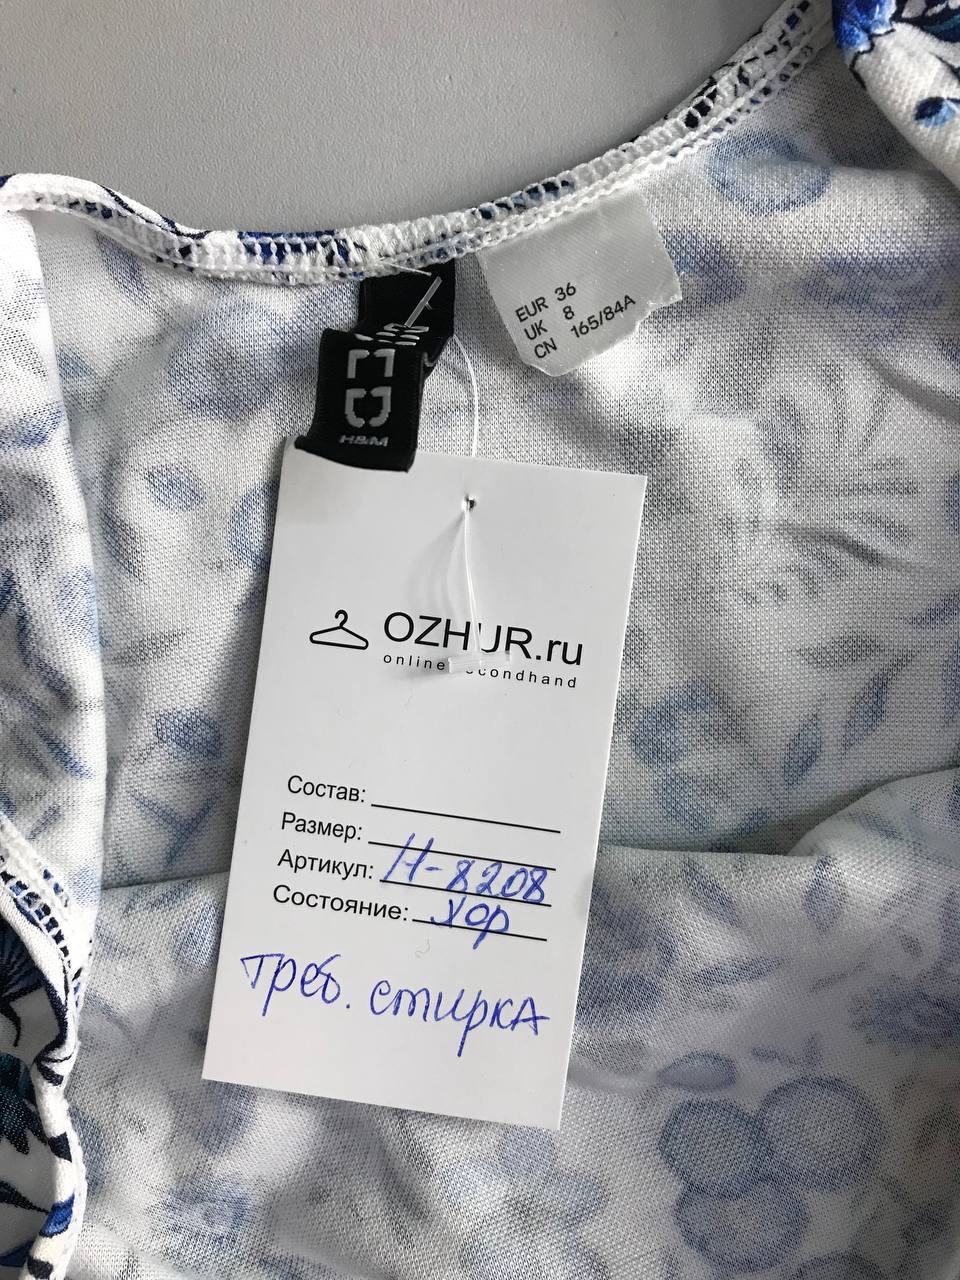 EUR 36
UK 8
CN 165/84A
H&M
OZHUR.ru
online secondhand
Состав:
Размер:
Артикул: Н-8208
Состояние: хор
треб. стирка